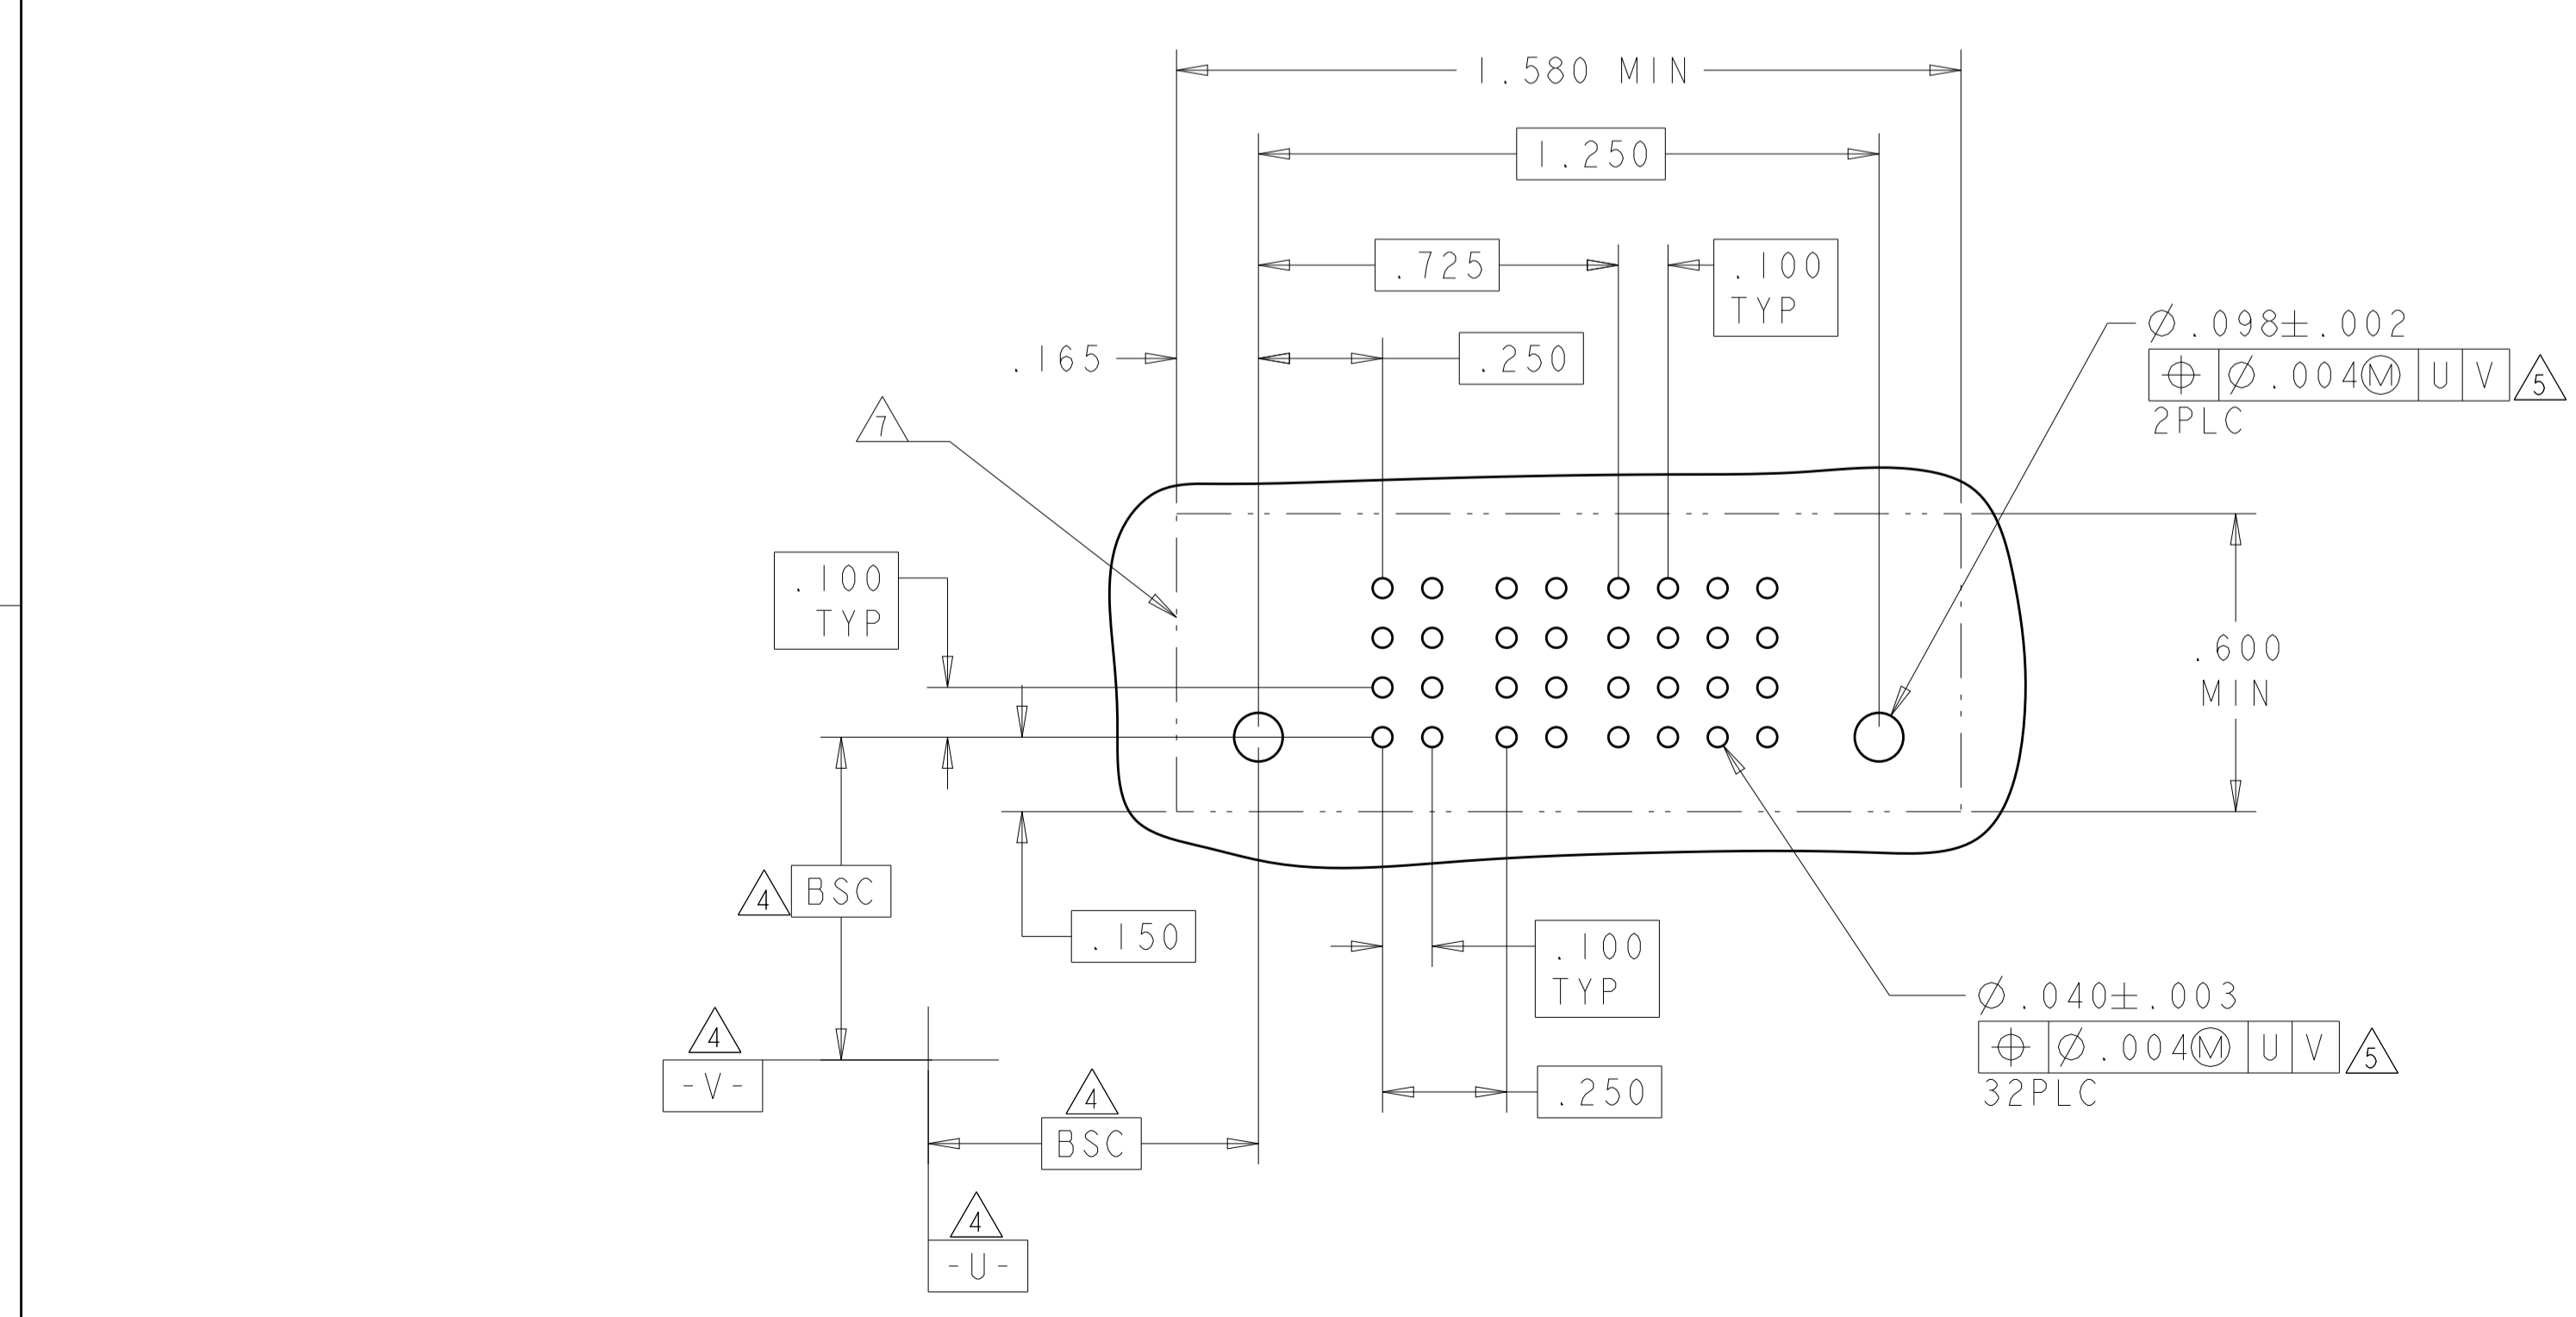 1.580 MIN
1.250
.725
.100
TYP
.165
.250
Ø.098±.002
⌖ Ø.004Ⓜ U V 5
2PLC
7
.100
TYP
.600
MIN
4 BSC
.150
.100
TYP
Ø.040±.003
⌖ Ø.004Ⓜ U V 5
32PLC
4
-V-
.250
4
BSC
4
-U-